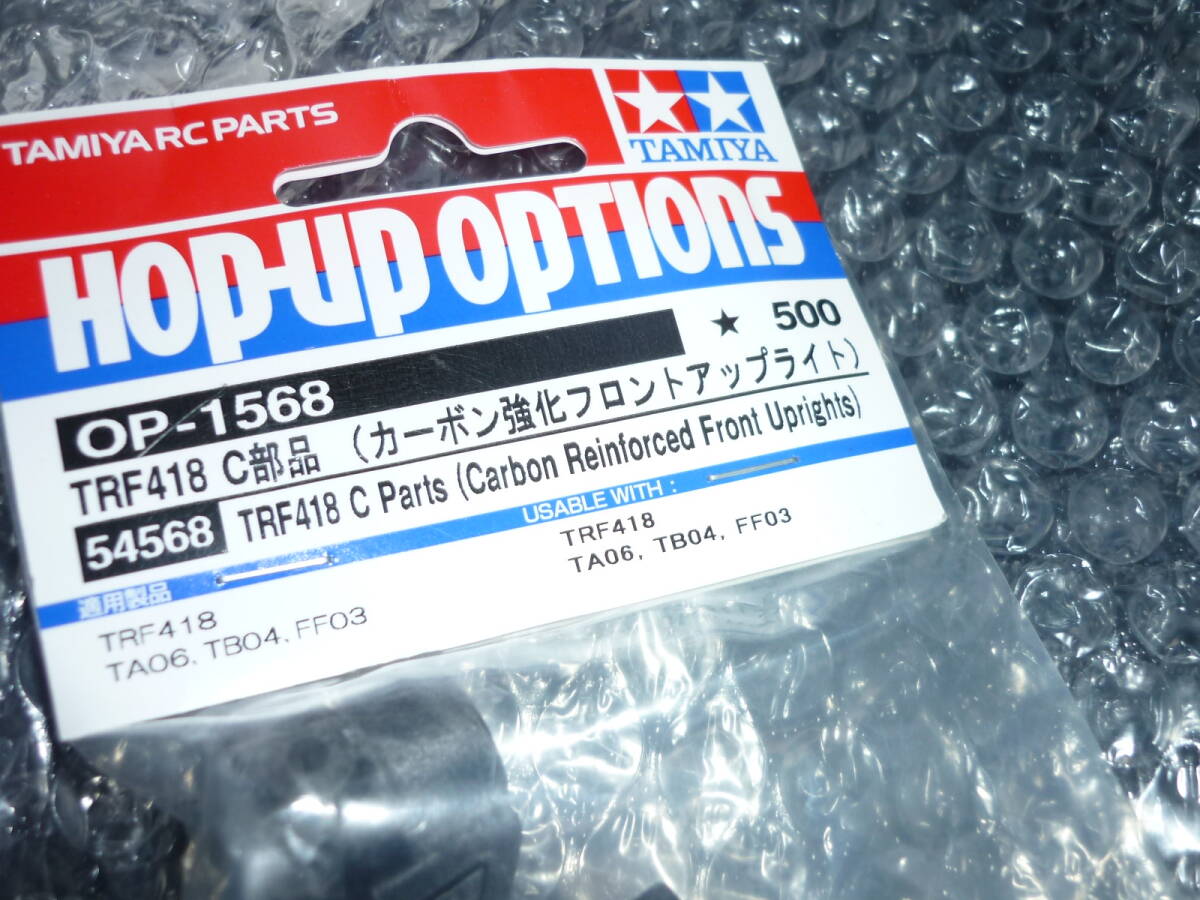 TAMIYA RC PARTS
TAMIYA
HOP-UP OPTIONS
OP-1568
★ 500
TRF418 C部品 (カーボン強化フロントアップライト)
54568 TRF418 C Parts (Carbon Reinforced Front Uprights)
適用製品
TRF418
TA06, TB04, FF03
USABLE WITH :
TRF418
TA06, TB04, FF03